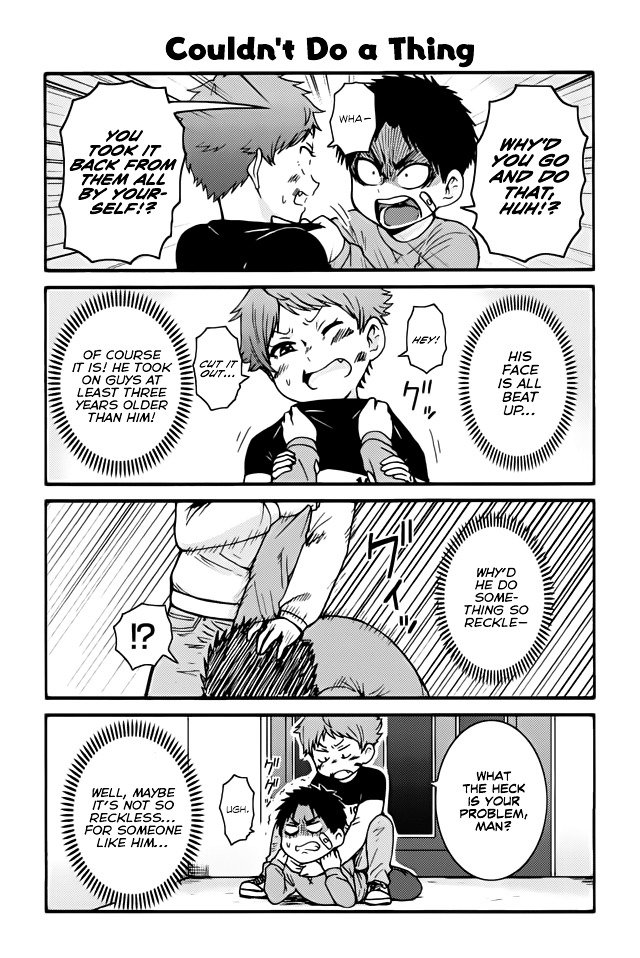 Couldn't Do a Thing
WHY'D
YOU GO
AND DO
THAT,
HUH!?
WHA-
YOU
TOOK IT
BACK FROM
THEM ALL
BY YOUR-
SELF!?
HIS
FACE
IS ALL
BEAT
UP...
HEY!
CUT IT
OUT...
OF COURSE
IT IS! HE TOOK
ON GUYS AT
LEAST THREE
YEARS OLDER
THAN HIM!
WHY'D
HE DO
SOME-
THING SO
RECKLE-
グイッ
!?
WHAT
THE HECK
IS YOUR
PROBLEM,
MAN?
グググ
UGH.
WELL, MAYBE
IT'S NOT SO
RECKLESS...
FOR SOMEONE
LIKE HIM...